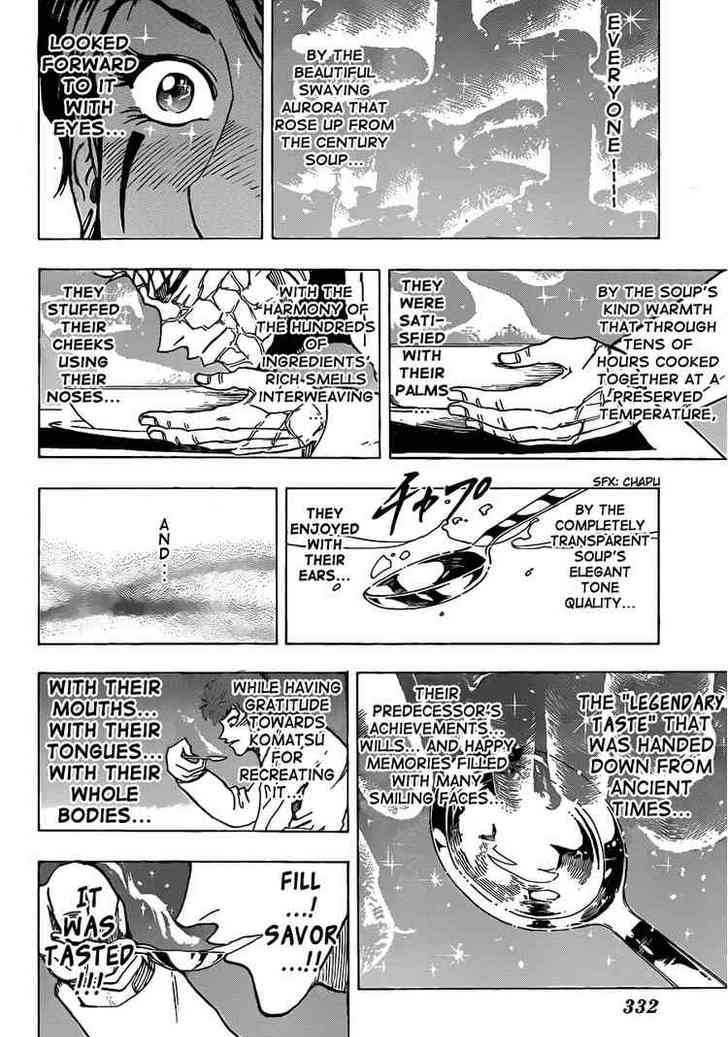 EVERYONE...
BY THE
BEAUTIFUL
SWAYING
AURORA THAT
ROSE UP FROM
THE CENTURY
SOUP...
LOOKED
FORWARD
TO IT
WITH
EYES...
BY THE SOUP'S
KIND WARMTH
THAT THROUGH
TENS OF
HOURS COOKED
TOGETHER AT A
PRESERVED
TEMPERATURE,
THEY
WERE
SATI-
SFIED
WITH
THEIR
PALMS
...
WITH THE
HARMONY OF
THE HUNDREDS
OF
INGREDIENTS'
RICH SMELLS
INTERWEAVING
...
THEY
STUFFED
THEIR
CHEEKS
USING
THEIR
NOSES...
SFX: CHAPU
チャプ
BY THE
COMPLETELY
TRANSPARENT
SOUP'S
ELEGANT
TONE
QUALITY...
THEY
ENJOYED
WITH
THEIR
EARS...
AND...
THE "LEGENDARY
TASTE" THAT
WAS HANDED
DOWN FROM
ANCIENT
TIMES...
THEIR
PREDECESSOR'S
ACHIEVEMENTS...
WILLS... AND HAPPY
MEMORIES FILLED
WITH MANY
SMILING FACES...
WHILE HAVING
GRATITUDE
TOWARDS
KOMATSU
FOR
RECREATING
IT...
WITH THEIR
MOUTHS...
WITH THEIR
TONGUES...
WITH THEIR
WHOLE
BODIES...
FILL
...!
SAVOR
...!!
IT
WAS
TASTED
!!!
332